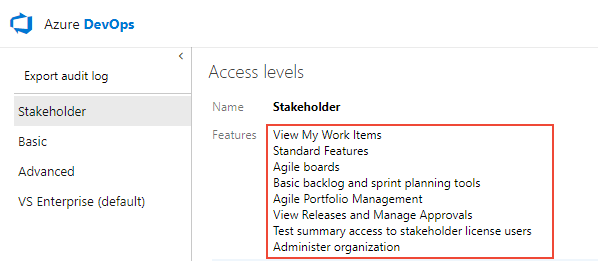 Azure DevOps
Export audit log
Stakeholder
Basic
Advanced
VS Enterprise (default)
Access levels
Name Stakeholder
Features View My Work Items
Standard Features
Agile boards
Basic backlog and sprint planning tools
Agile Portfolio Management
View Releases and Manage Approvals
Test summary access to stakeholder license users
Administer organization